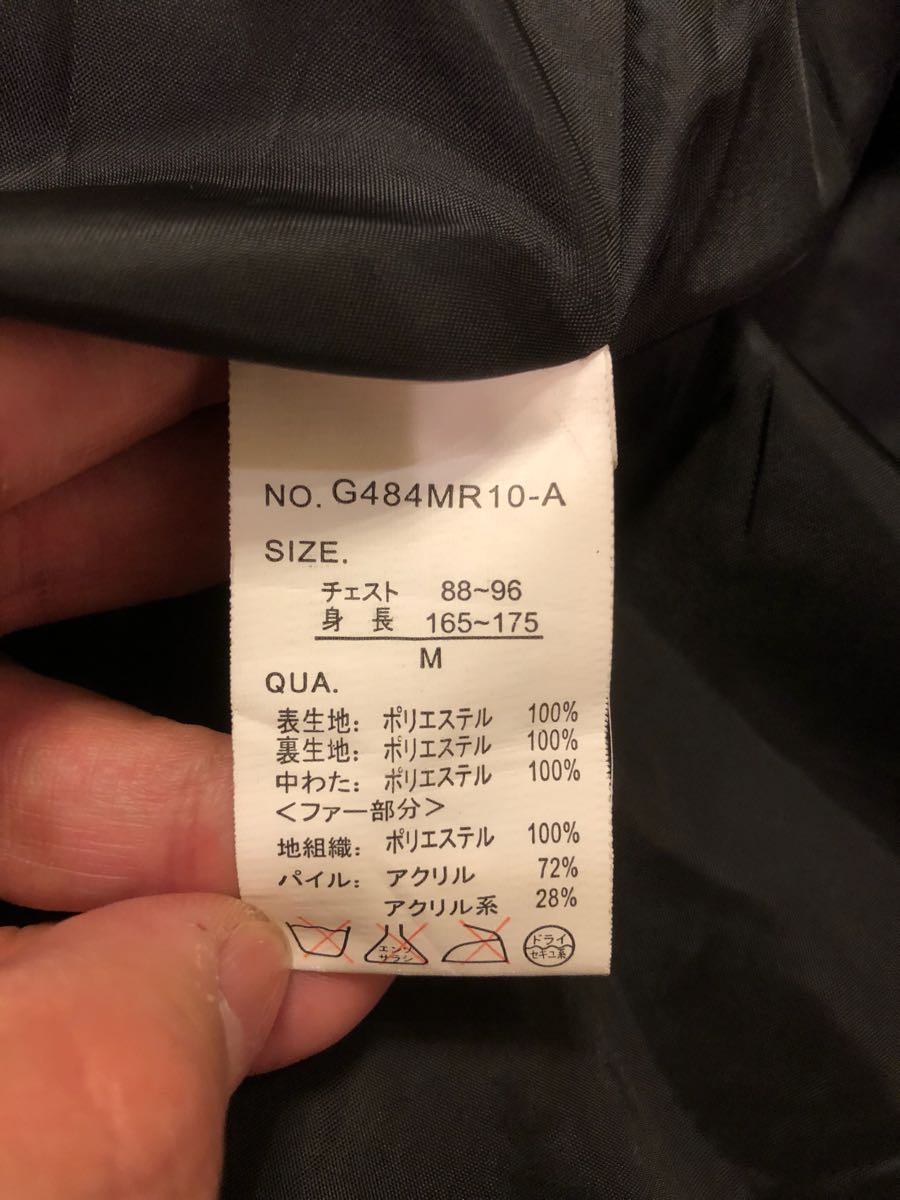 NO. G484MR10-A
SIZE.
チェスト 88~96
身長 165~175
M
QUA.
表生地: ポリエステル 100%
裏生地: ポリエステル 100%
中わた: ポリエステル 100%
<ファー部分>
地組織: ポリエステル 100%
パイル: アクリル 72%
アクリル系 28%
エンソ
サラシ
ドライ
セキユ系